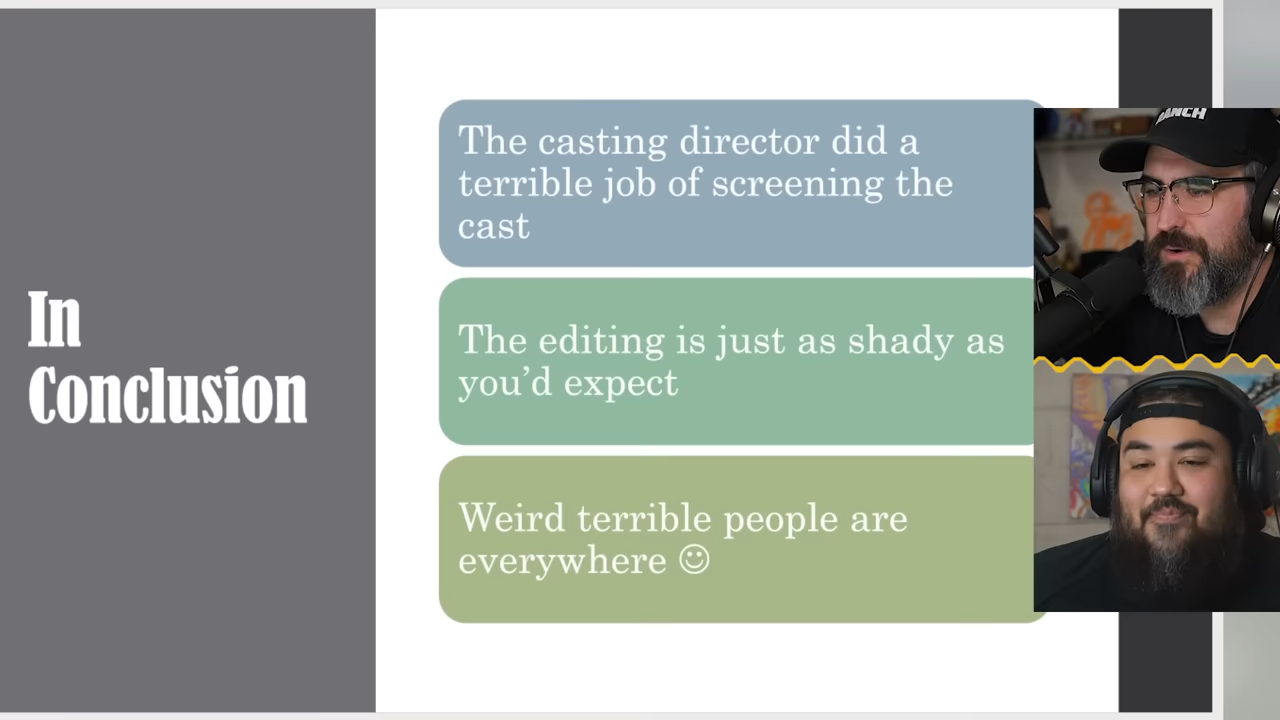 In
Conclusion
The casting director did a
terrible job of screening the
cast
The editing is just as shady as
you’d expect
Weird terrible people are
everywhere ☺
RANCH